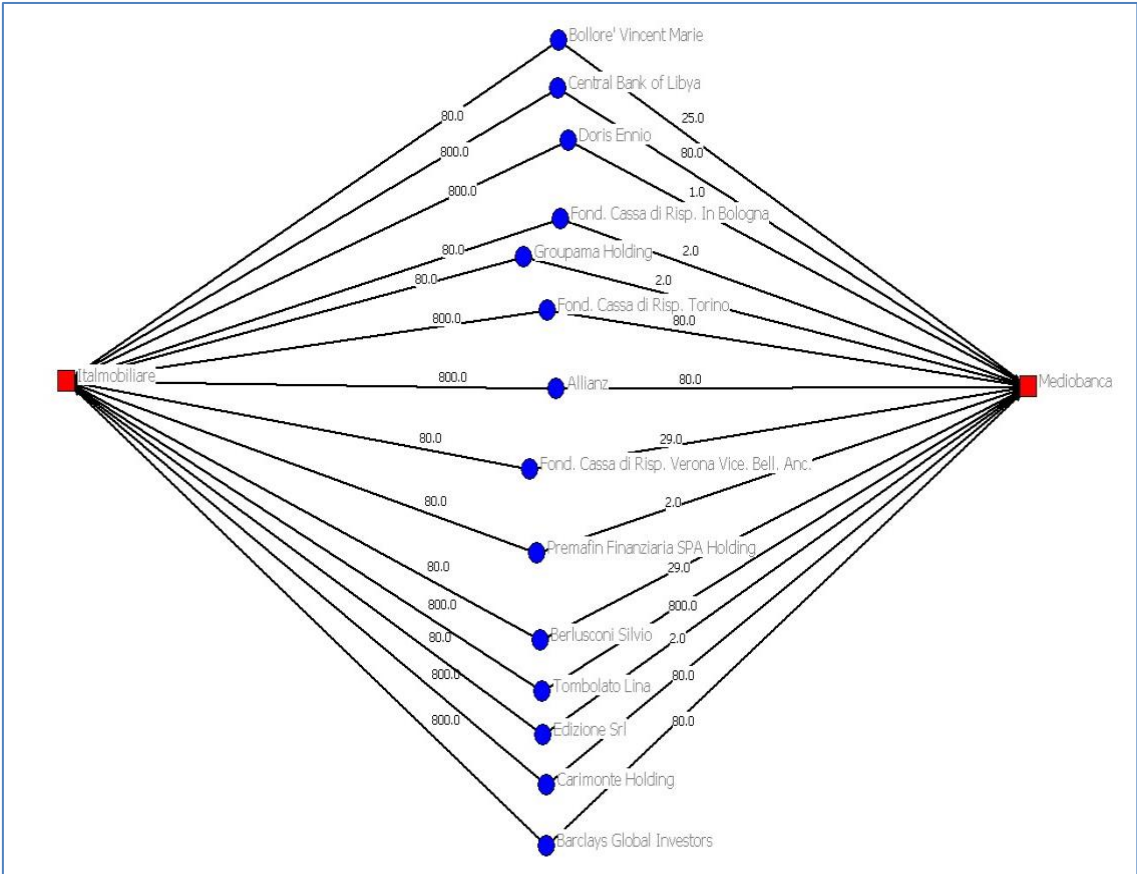 Bollore' Vincent Marie
Central Bank of Libya
80.0
25.0
Doris Ennio
800.0
80.0
800.0
1.0
Fond. Cassa di Risp. In Bologna
80.0
Groupama Holding
2.0
80.0
2.0
Fond. Cassa di Risp. Torino
800.0
80.0
Italmobiliare
800.0
Allianz
80.0
Mediobanca
80.0
29.0
Fond. Cassa di Risp. Verona Vice. Bell. Anc.
80.0
2.0
Premafin Finanziaria SPA Holding
80.0
29.0
800.0
800.0
80.0
Berlusconi Silvio
2.0
800.0
80.0
Tombolato Lina
800.0
80.0
Edizione Srl
Carimonte Holding
Barclays Global Investors